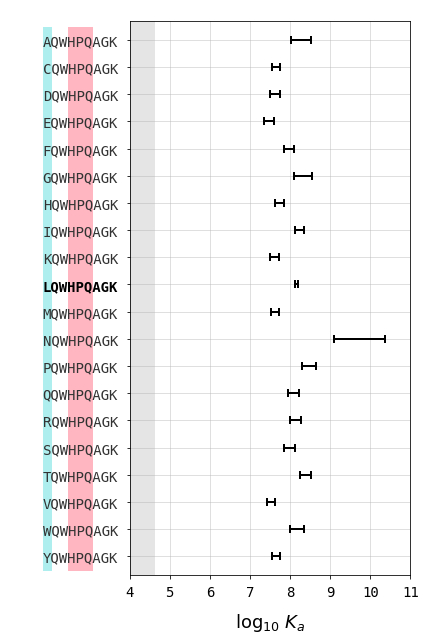 AQWHPQAGK
CQWHPQAGK
DQWHPQAGK
EQWHPQAGK
FQWHPQAGK
GQWHPQAGK
HQWHPQAGK
IQWHPQAGK
KQWHPQAGK
LQWHPQAGK
MQWHPQAGK
NQWHPQAGK
PQWHPQAGK
QQWHPQAGK
RQWHPQAGK
SQWHPQAGK
TQWHPQAGK
VQWHPQAGK
WQWHPQAGK
YQWHPQAGK
4 5 6 7 8 9 10 11
log₁₀ Kₐ